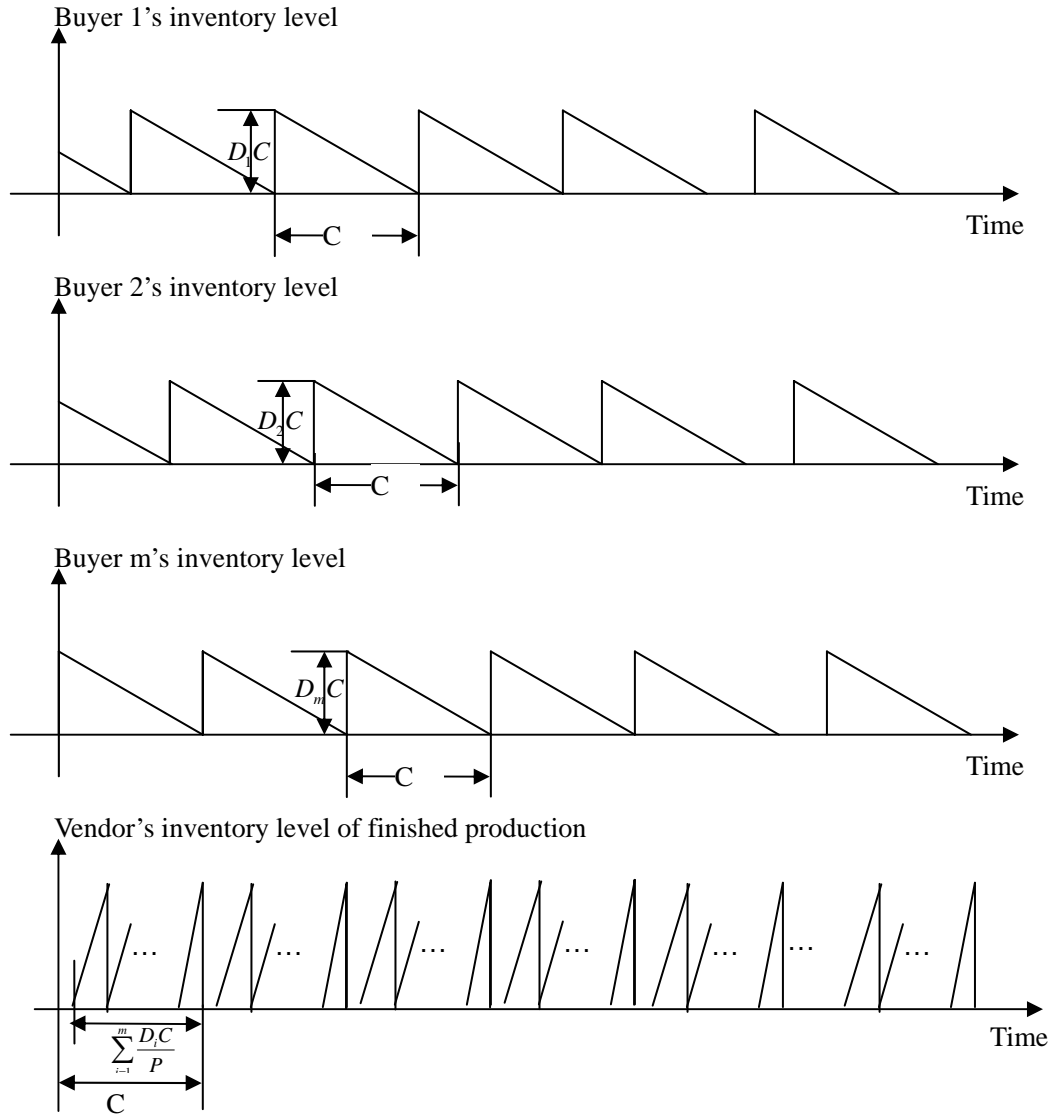 Buyer 1’s inventory level
D₁C
C
Time
Buyer 2’s inventory level
D₂C
C
Time
Buyer m’s inventory level
DₘC
C
Time
Vendor’s inventory level of finished production
… … … … … … … …
Time
∑ᵢ₌₁ᵐ DᵢC/P
C